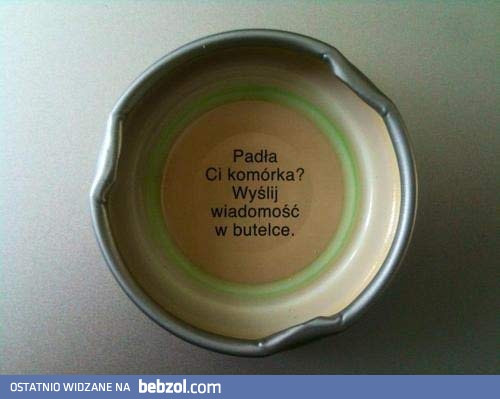 Padła
Ci komórka?
Wyślij
wiadomość
w butelce.
OSTATNIO WIDZANE NA bebzol.com